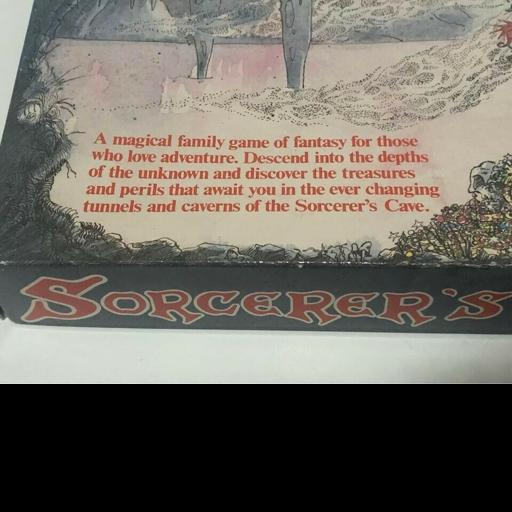 A magical family game of fantasy for those
who love adventure. Descend into the depths
of the unknown and discover the treasures
and perils that await you in the ever changing
tunnels and caverns of the Sorcerer's Cave.
SORCERER'S